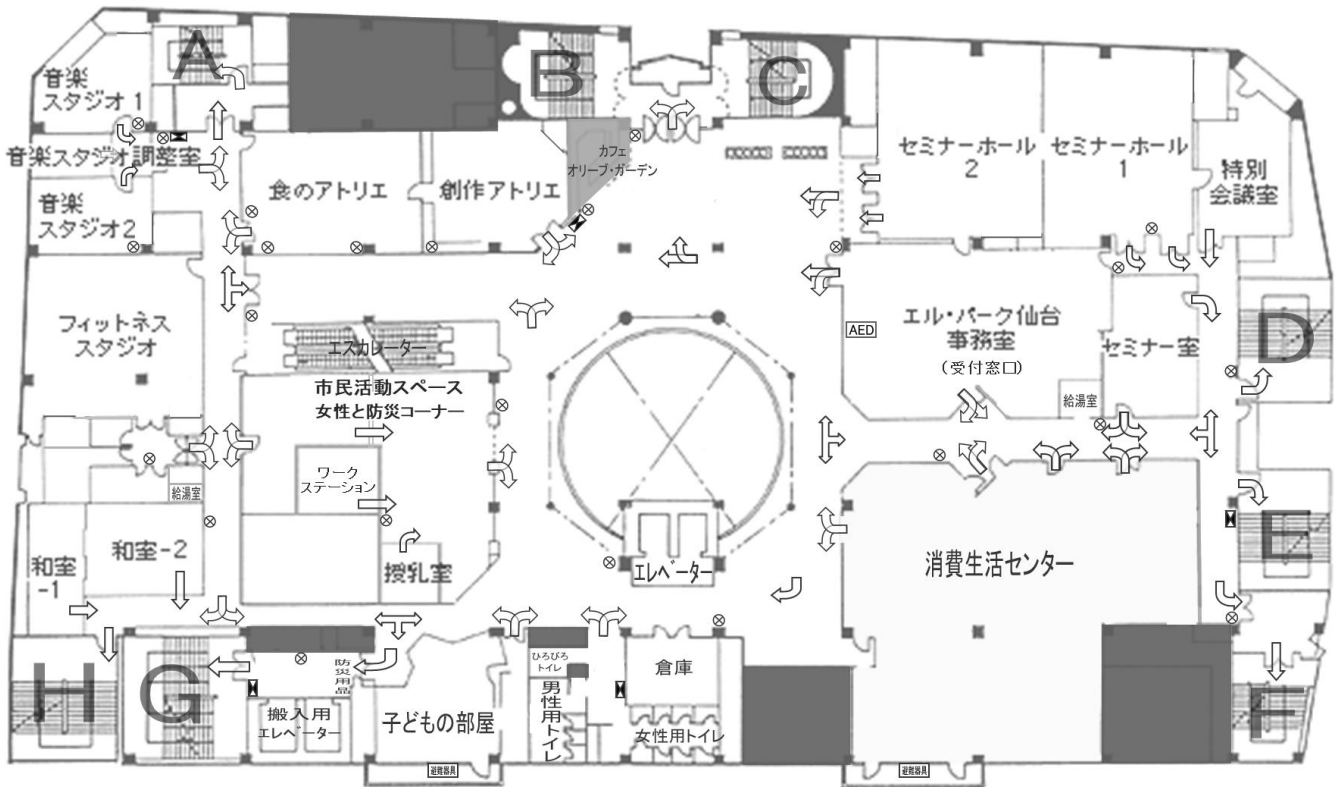 A
B
C
音楽
スタジオ1
音楽スタジオ調整室
音楽
スタジオ2
食のアトリエ
創作アトリエ
カフェ
オリーブ・ガーデン
セミナーホール
2
セミナーホール
1
特別
会議室
フィットネス
スタジオ
エスカレーター
市民活動スペース
女性と防災コーナー
ワーク
ステーション
授乳室
AED
エル・パーク仙台
事務室
(受付窓口)
給湯室
セミナー室
D
E
F
給湯室
和室-2
和室
-1
エレベーター
消費生活センター
H
G
防災用品
搬入用
エレベーター
子どもの部屋
ひろびろ
トイレ
男性用トイレ
倉庫
女性用トイレ
避難器具
避難器具